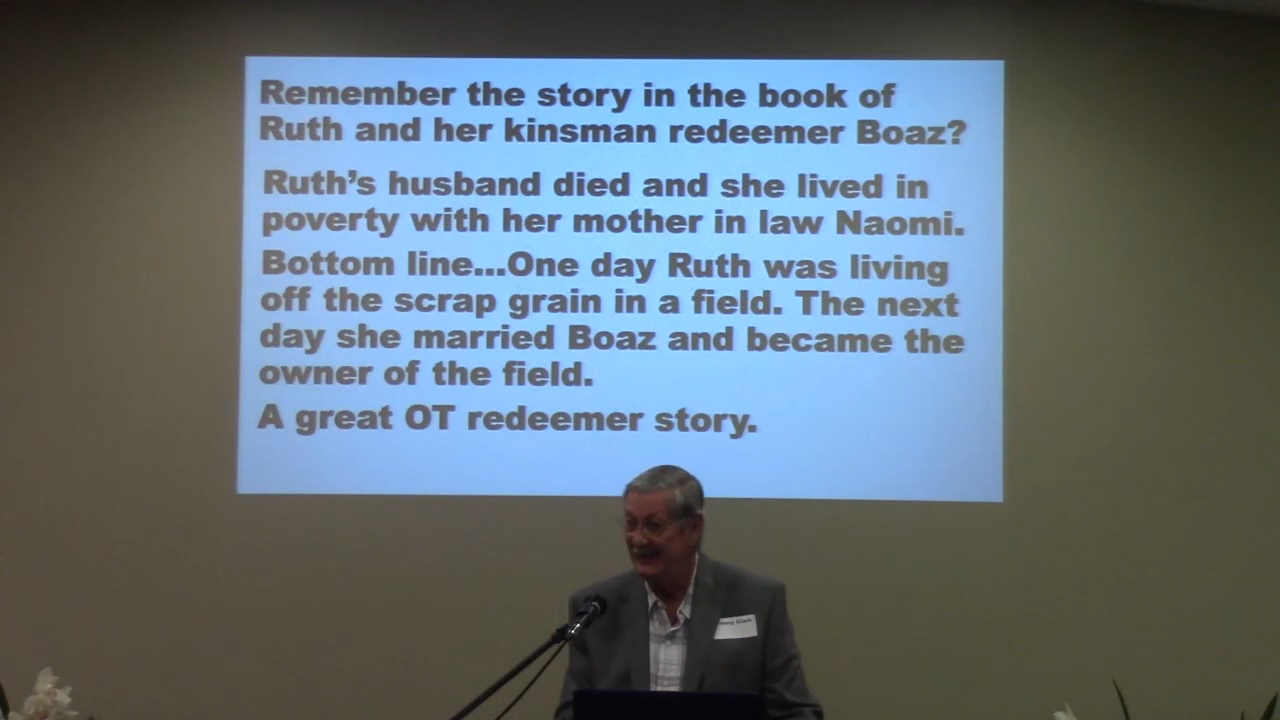 Remember the story in the book of
Ruth and her kinsman redeemer Boaz?
Ruth's husband died and she lived in
poverty with her mother in law Naomi.
Bottom line...One day Ruth was living
off the scrap grain in a field. The next
day she married Boaz and became the
owner of the field.
A great OT redeemer story.
Clark